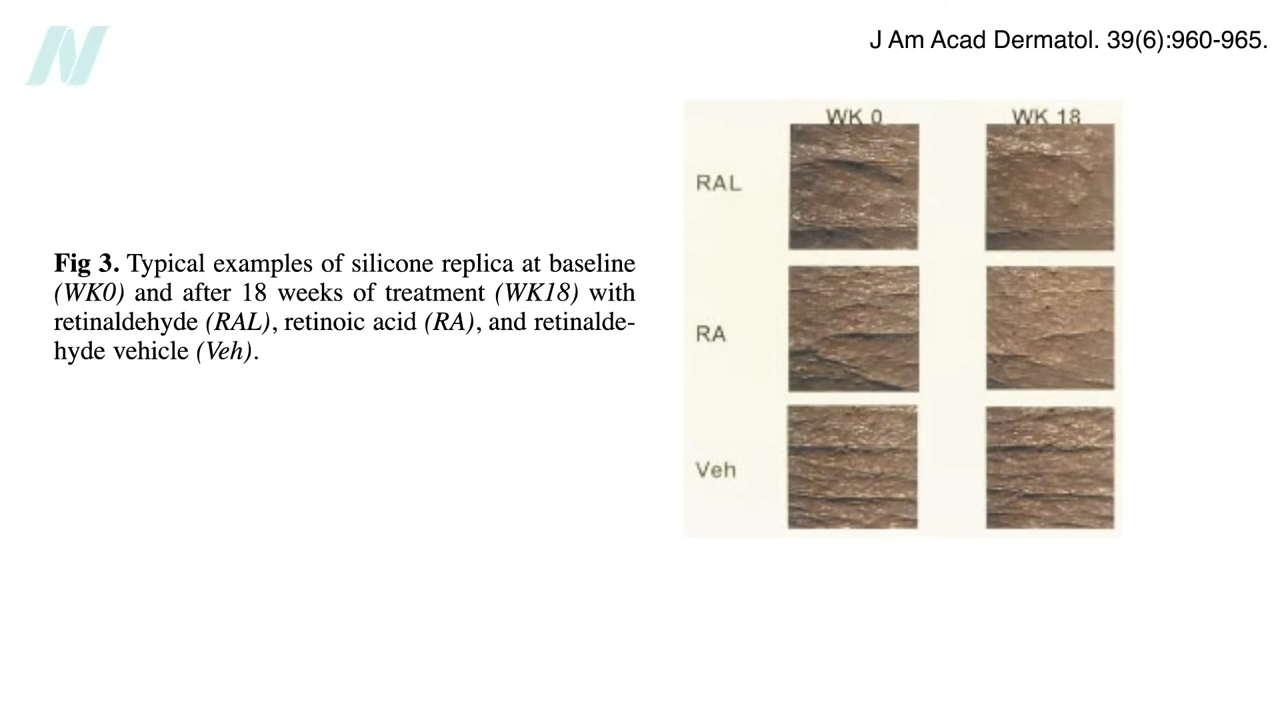 J Am Acad Dermatol. 39(6):960-965.
Fig 3. Typical examples of silicone replica at baseline
(WK0) and after 18 weeks of treatment (WK18) with
retinaldehyde (RAL), retinoic acid (RA), and retinalde-
hyde vehicle (Veh).
WK 0 WK 18
RAL
RA
Veh